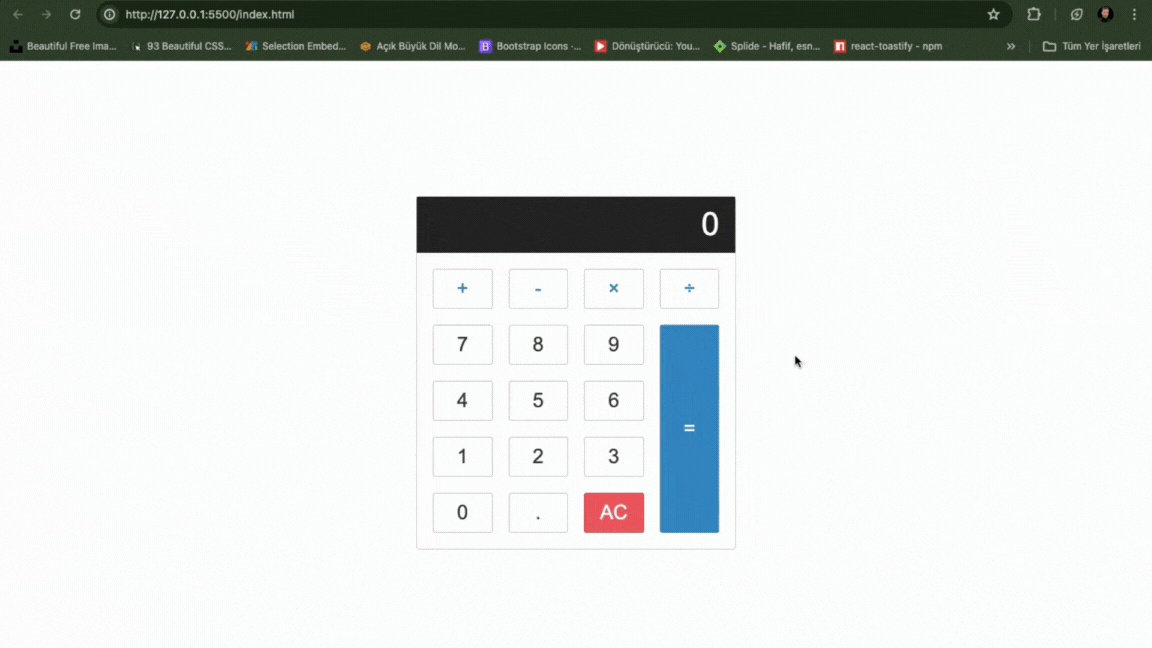 http://127.0.0.1:5500/index.html
Beautiful Free Ima... 93 Beautiful CSS... Selection Embed... Açık Büyük Dil Mo... Bootstrap Icons ·... Dönüştürücü: You... Splide - Hafif, esn... react-toastify - npm » Tüm Yer İşaretleri
0
+ - × ÷
7 8 9
4 5 6
=
1 2 3
0 . AC